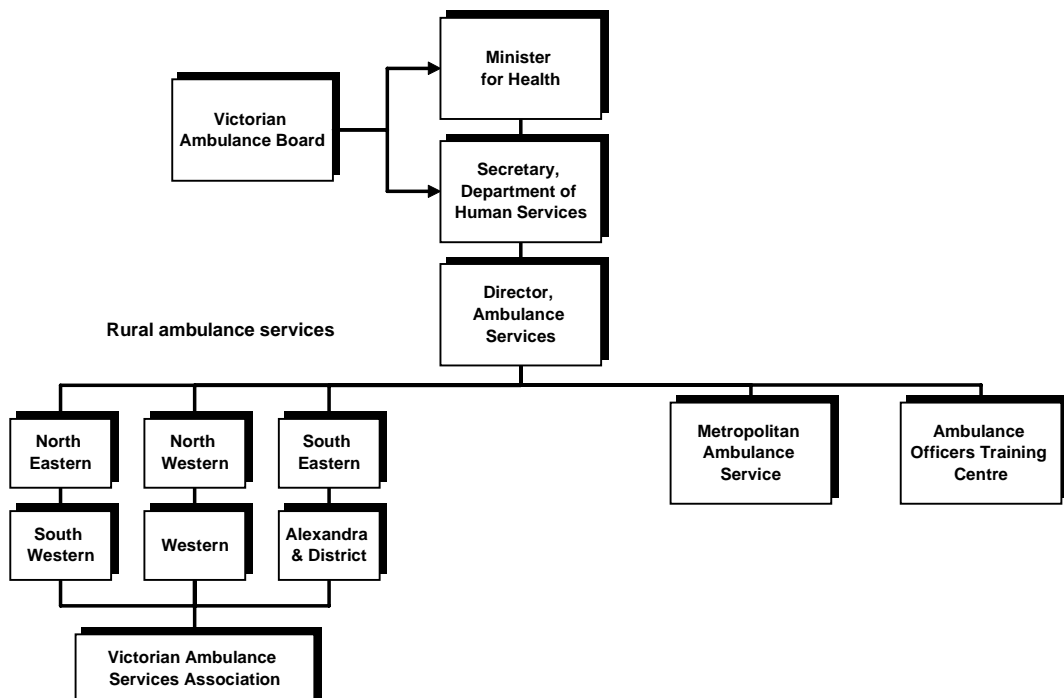 Minister
for Health
Victorian
Ambulance Board
Secretary,
Department of
Human Services
Director,
Ambulance
Services
Rural ambulance services
North
Eastern
North
Western
South
Eastern
Metropolitan
Ambulance
Service
Ambulance
Officers Training
Centre
South
Western
Western
Alexandra
& District
Victorian Ambulance
Services Association